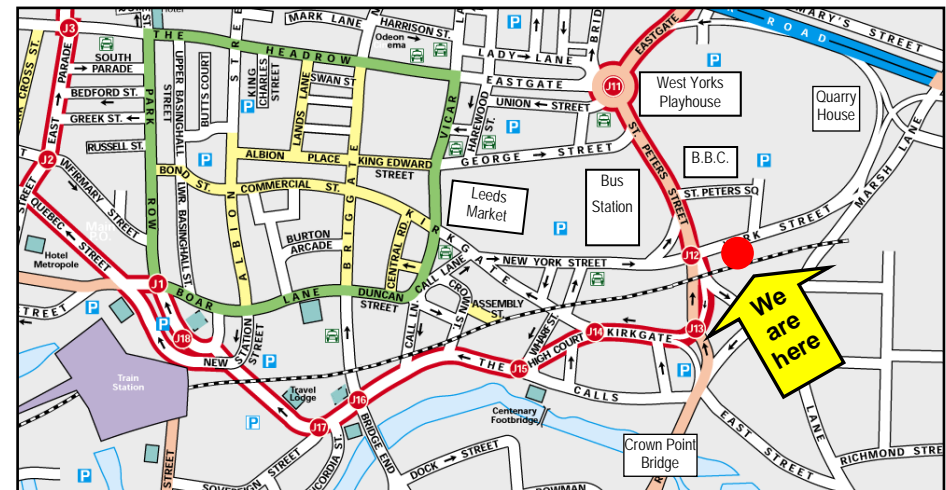 J3
THE
HEADROW
MARK LANE
HARRISON ST.
Odeon
LADY LANE
EASTGATE
ROAD
MARY'S
STREET
EASTGATE
UNION STREET
J11
West Yorks
Playhouse
Quarry
House
SOUTH
PARADE
PARADE
BEDFORD ST.
GREEK ST.
EAST
RUSSELL ST.
PARK
ROW
UPPER BASINGHALL
STREET
BUTTS COURT
KING
CHARLES
STREET
LANDS LANE
SWAN ST.
VICAR
HAREWOOD
ST.
GEORGE STREET
ALBION PLACE
KING EDWARD
STREET
BOND ST.
COMMERCIAL ST.
KIRKGATE
ALBION
BRIGGATE
CENTRAL RD.
BURTON
ARCADE
LWR. BASINGHALL ST.
J2
INFIRMARY STREET
QUEBEC STREET
STREET
Hotel
Metropole
J1
BOAR LANE
DUNCAN
STREET
Leeds
Market
Bus
Station
B.B.C.
ST. PETERS SQ
ST. PETERS STREET
STREET
MARSH LANE
NEW YORK STREET
J12
CALL LANE
CROWN ST.
ASSEMBLY
ST.
CALL LN.
WHARF ST.
HIGH COURT
J14
KIRKGATE
J13
We
are
here
J18
NEW
STATION
STREET
Train
Station
Travel
Lodge
J17
J16
THE
J15
CALLS
Centenary
Footbridge
BRIDGE END
DOCK STREET
SOVEREIGN STREET
STREET
Crown Point
Bridge
EAST STREET
LANE
RICHMOND STRE
P